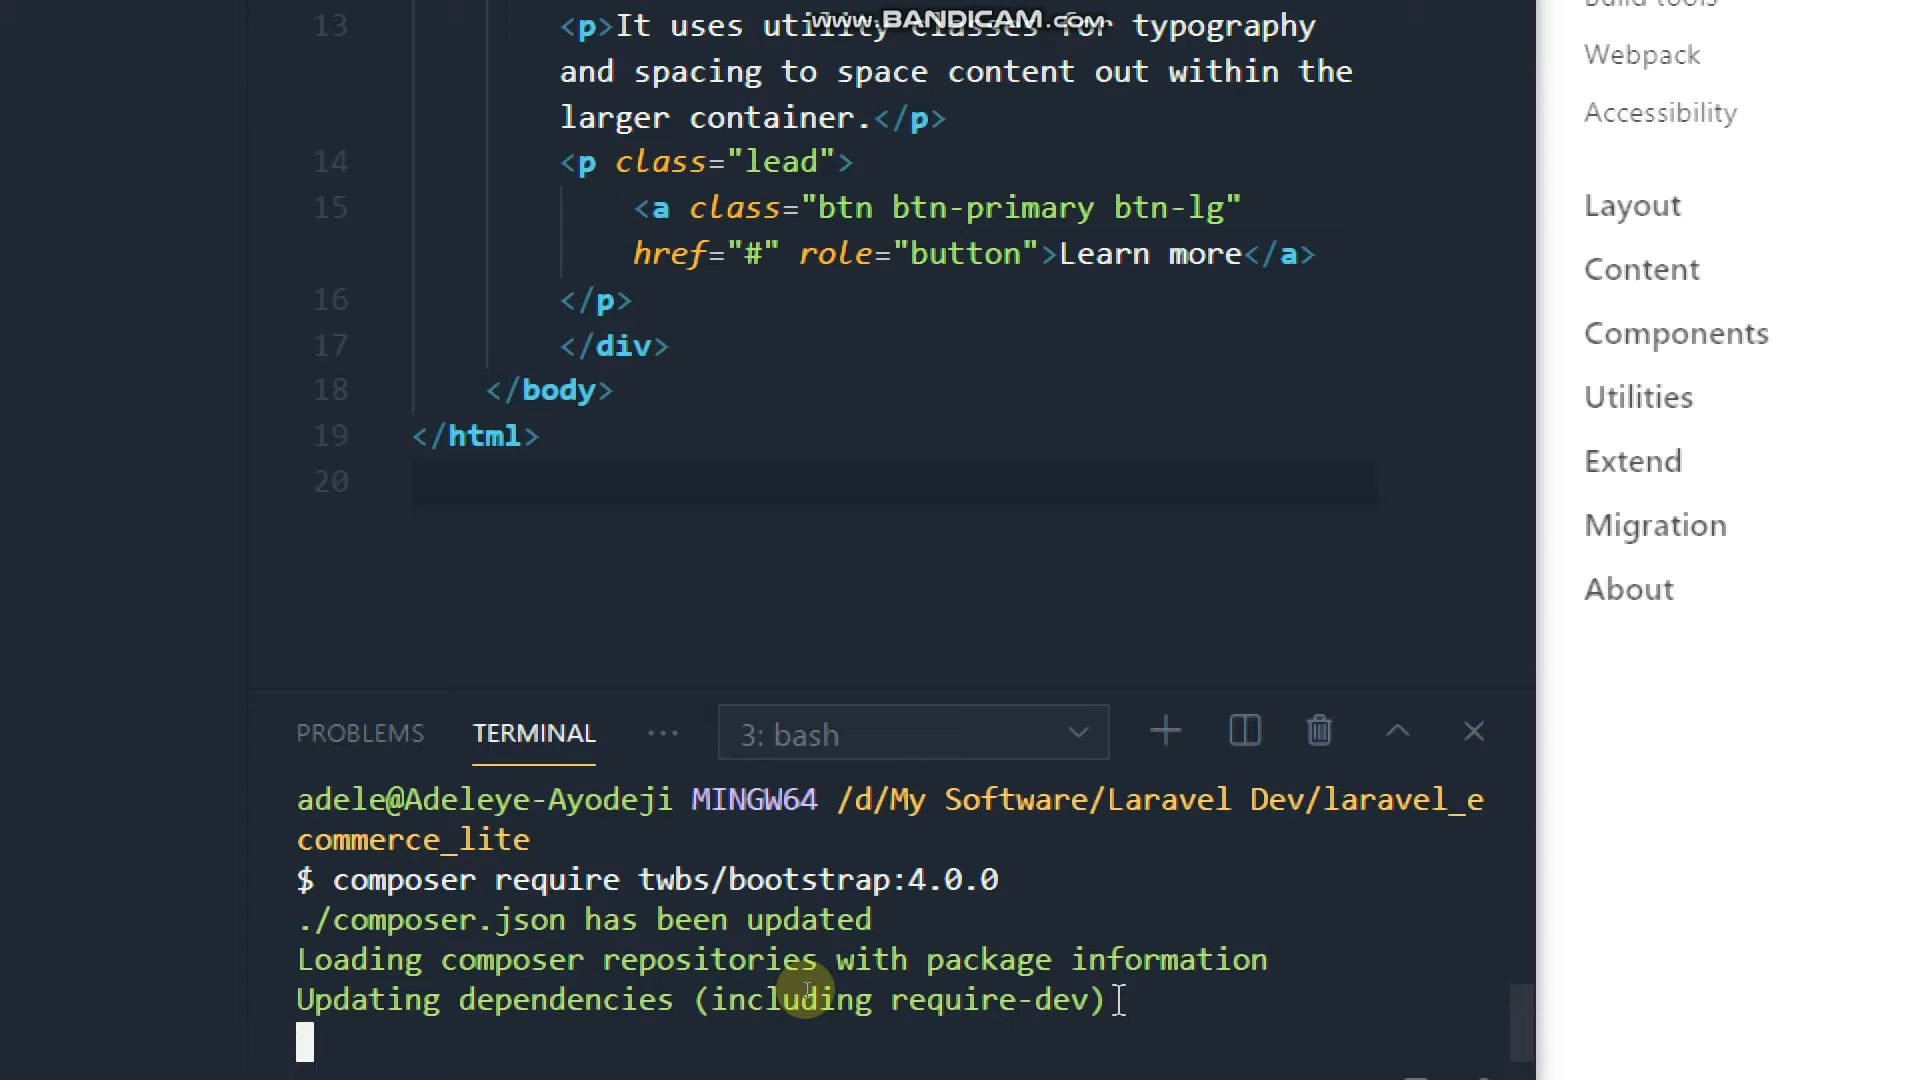 www.BANDICAM.com
13 <p>It uses utility classes for typography
and spacing to space content out within the
larger container.</p>
14 <p class="lead">
15 <a class="btn btn-primary btn-lg"
href="#" role="button">Learn more</a>
16 </p>
17 </div>
18 </body>
19 </html>
20
PROBLEMS TERMINAL ··· 3: bash
adele@Adeleye-Ayodeji MINGW64 /d/My Software/Laravel Dev/laravel_e
commerce_lite
$ composer require twbs/bootstrap:4.0.0
./composer.json has been updated
Loading composer repositories with package information
Updating dependencies (including require-dev)
Build tools
Webpack
Accessibility
Layout
Content
Components
Utilities
Extend
Migration
About